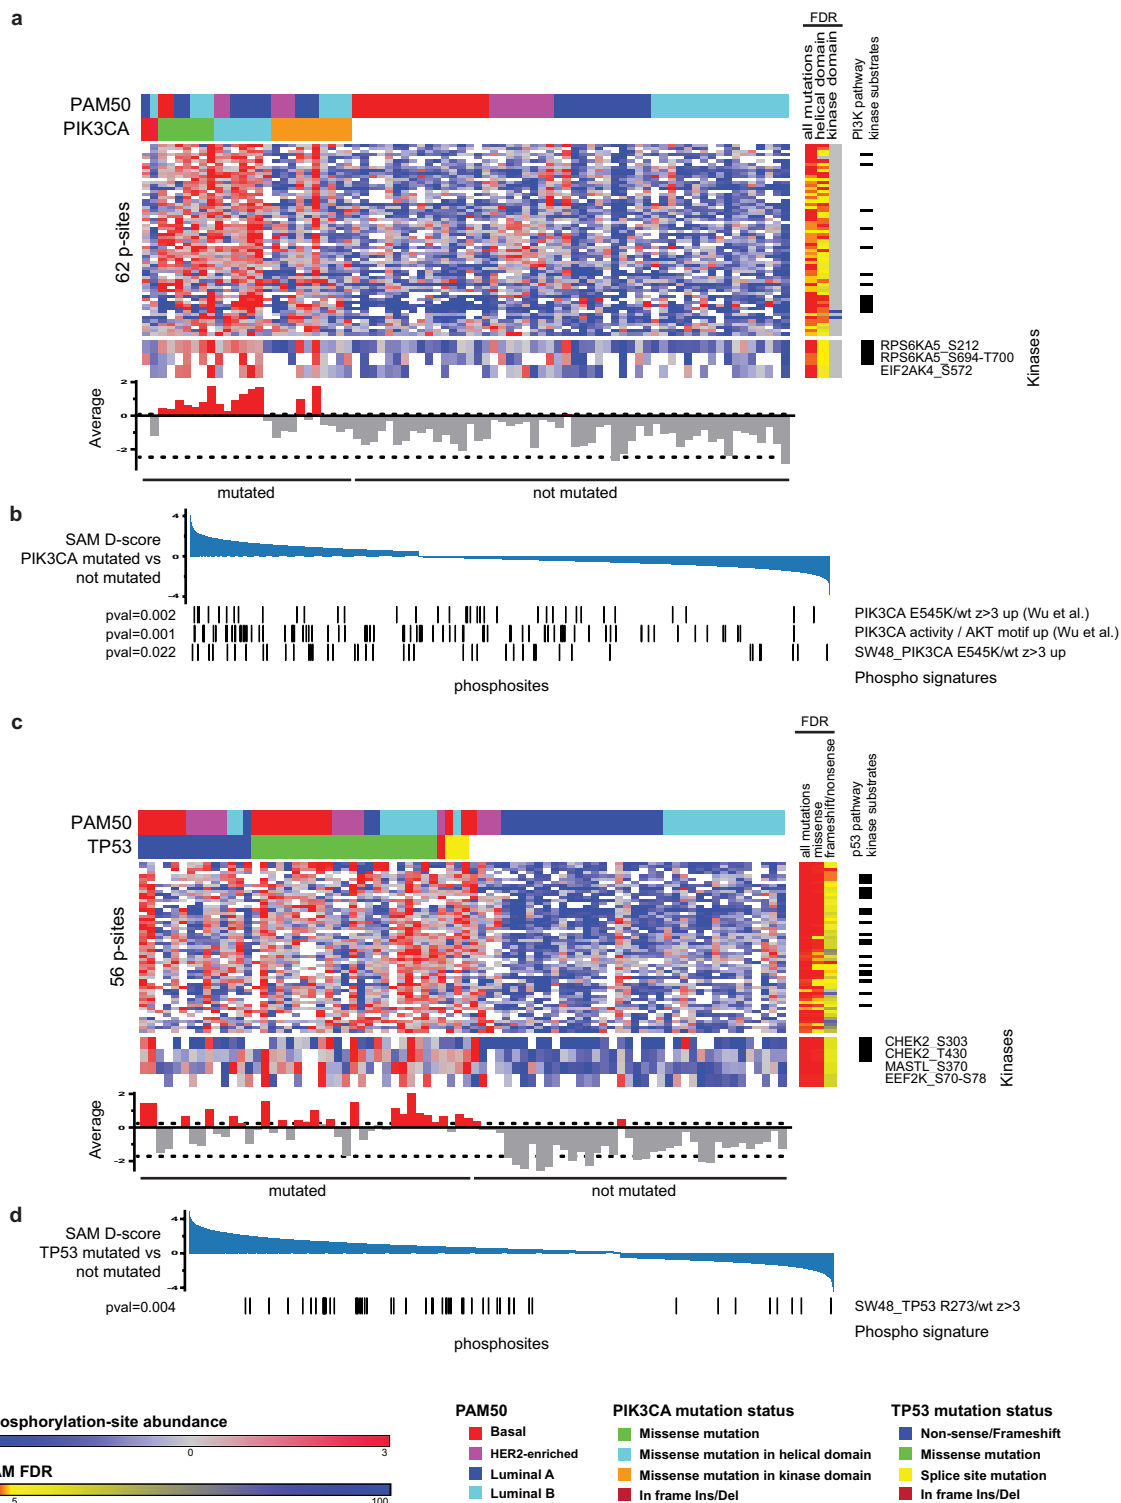 a
FDR
all mutations
helical domain
kinase domain
PI3K pathway
kinase substrates
PAM50
PIK3CA
62 p-sites
RPS6KA5_S212
RPS6KA5_S694-T700
EIF2AK4_S572
Kinases
Average
2
0
-2
mutated
not mutated
b
SAM D-score
PIK3CA mutated vs
not mutated
4
0
-4
pval=0.002
PIK3CA E545K/wt z>3 up (Wu et al.)
pval=0.001
PIK3CA activity / AKT motif up (Wu et al.)
pval=0.022
SW48_PIK3CA E545K/wt z>3 up
phosphosites
Phospho signatures
c
FDR
all mutations
missense
frameshift/nonsense
p53 pathway
kinase substrates
PAM50
TP53
56 p-sites
CHEK2_S303
CHEK2_T430
MASTL_S370
EEF2K_S70-S78
Kinases
Average
2
0
-2
mutated
not mutated
d
SAM D-score
TP53 mutated vs
not mutated
4
0
-4
pval=0.004
SW48_TP53 R273/wt z>3
phosphosites
Phospho signature
osphorylation-site abundance
0
3
AM FDR
5
100
PAM50
Basal
HER2-enriched
Luminal A
Luminal B
PIK3CA mutation status
Missense mutation
Missense mutation in helical domain
Missense mutation in kinase domain
In frame Ins/Del
TP53 mutation status
Non-sense/Frameshift
Missense mutation
Splice site mutation
In frame Ins/Del